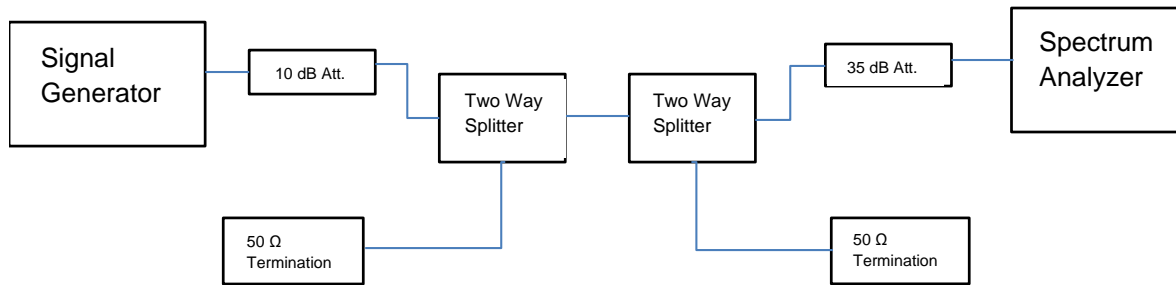 Signal
Generator
10 dB Att.
Two Way
Splitter
Two Way
Splitter
35 dB Att.
Spectrum
Analyzer
50 Ω
Termination
50 Ω
Termination